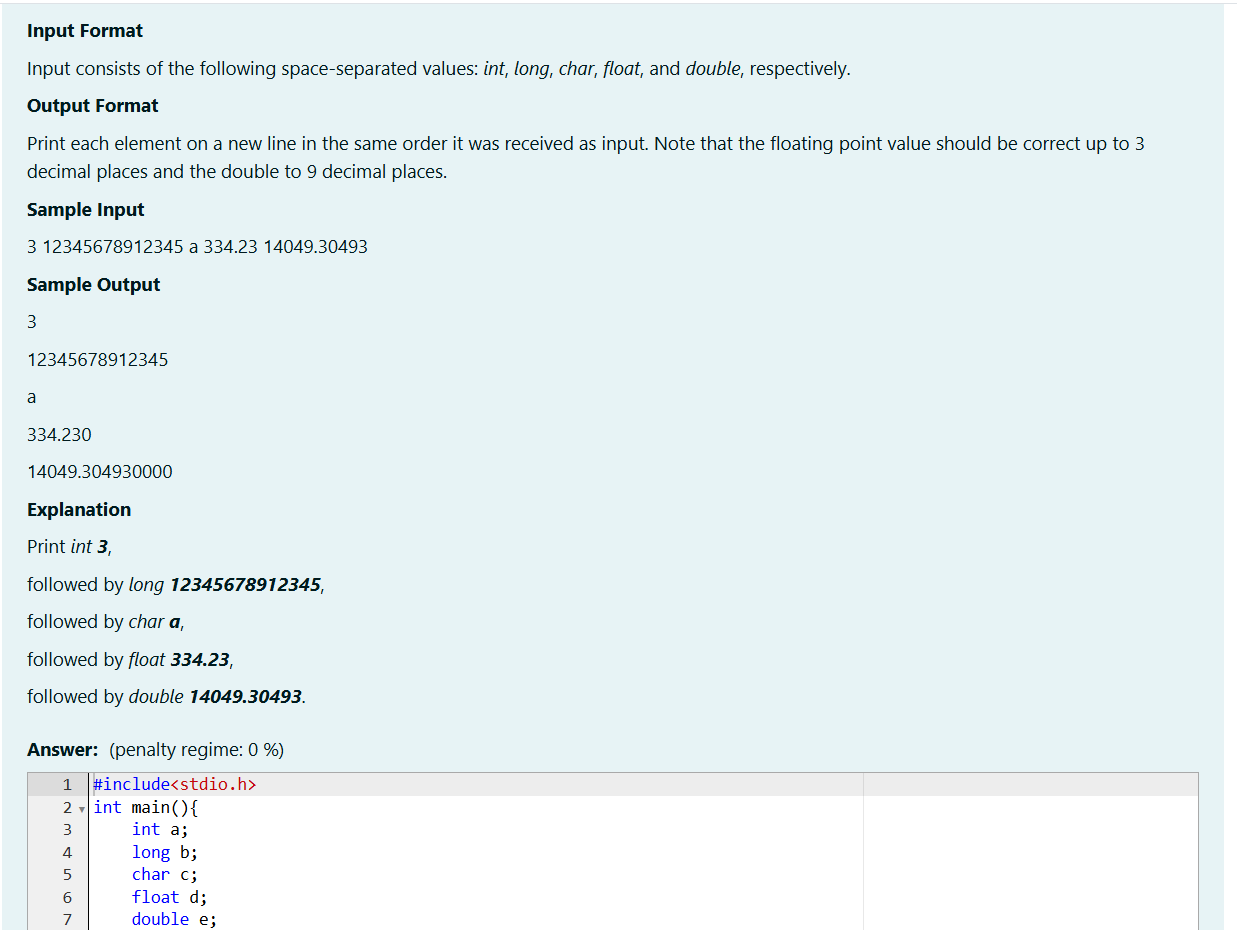 Input Format
Input consists of the following space-separated values: int, long, char, float, and double, respectively.
Output Format
Print each element on a new line in the same order it was received as input. Note that the floating point value should be correct up to 3
decimal places and the double to 9 decimal places.
Sample Input
3 12345678912345 a 334.23 14049.30493
Sample Output
3
12345678912345
a
334.230
14049.304930000
Explanation
Print int 3,
followed by long 12345678912345,
followed by char a,
followed by float 334.23,
followed by double 14049.30493.
Answer: (penalty regime: 0 %)
1 #include<stdio.h>
2 int main(){
3 int a;
4 long b;
5 char c;
6 float d;
7 double e;